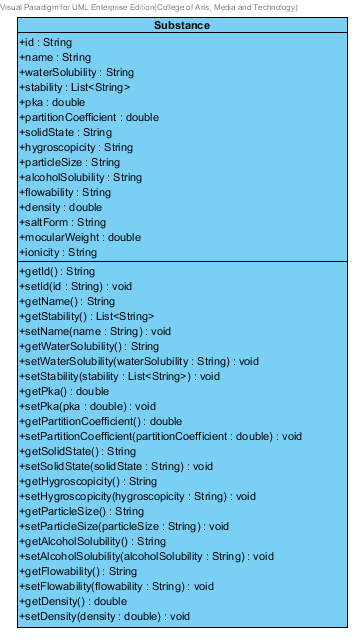 Visual Paradigm for UML Enterprise Edition(College of Arts, Media and Technology)
Substance
+id : String
+name : String
+waterSolubility : String
+stability : List<String>
+pka : double
+partitionCoefficient : double
+solidState : String
+hygroscopicity : String
+particleSize : String
+alcoholSolubility : String
+flowability : String
+density : double
+saltForm : String
+mocularWeight : double
+ionicity : String
+getId() : String
+setId(id : String) : void
+getName() : String
+getStability() : List<String>
+setName(name : String) : void
+getWaterSolubility() : String
+setWaterSolubility(waterSolubility : String) : void
+setStability(stability : List<String>) : void
+getPka() : double
+setPka(pka : double) : void
+getPartitionCoefficient() : double
+setPartitionCoefficient(partitionCoefficient : double) : void
+getSolidState() : String
+setSolidState(solidState : String) : void
+getHygroscopicity() : String
+setHygroscopicity(hygroscopicity : String) : void
+getParticleSize() : String
+setParticleSize(particleSize : String) : void
+getAlcoholSolubility() : String
+setAlcoholSolubility(alcoholSolubility : String) : void
+getFlowability() : String
+setFlowability(flowability : String) : void
+getDensity() : double
+setDensity(density : double) : void